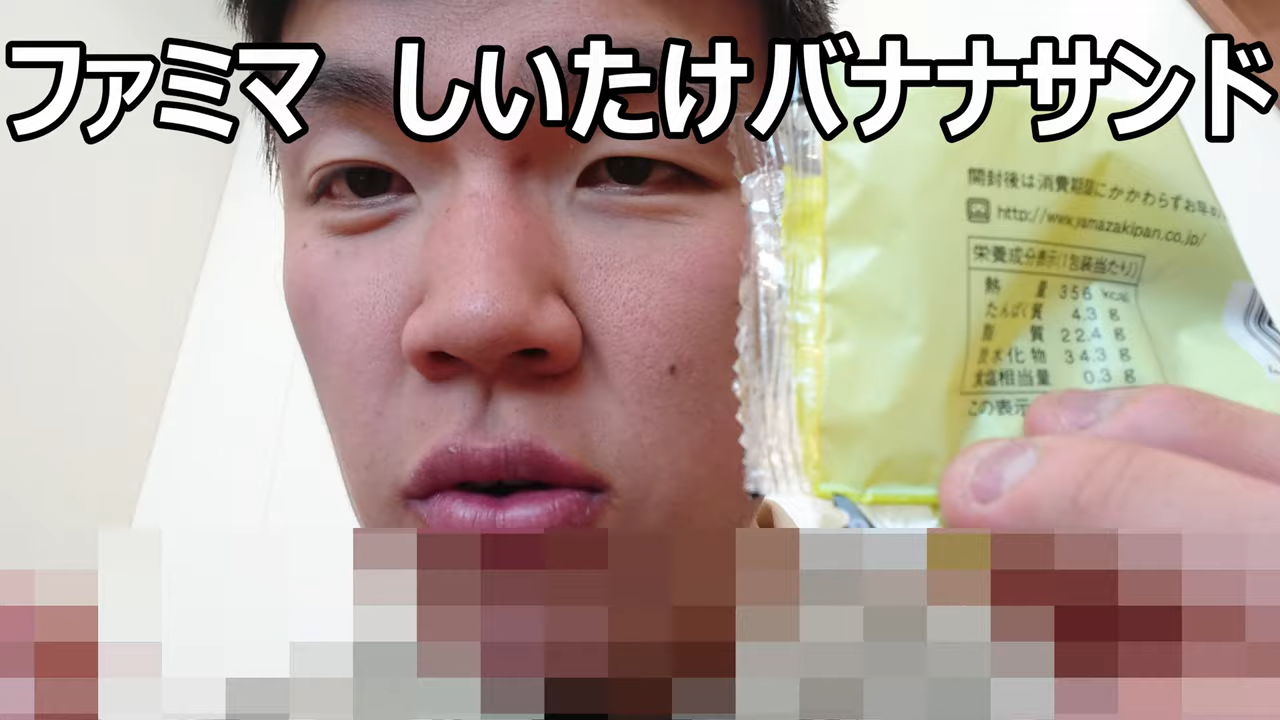 ファミマ しいたけバナナサンド
開封後は消費期限にかかわらずお早
http://www.yamazakipan.co.jp/
栄養成分表示(1包装当たり)
熱量 356 kcal
たんぱく質 4.3 g
脂質 22.4 g
炭水化物 34.3 g
食塩相当量 0.3 g
この表示